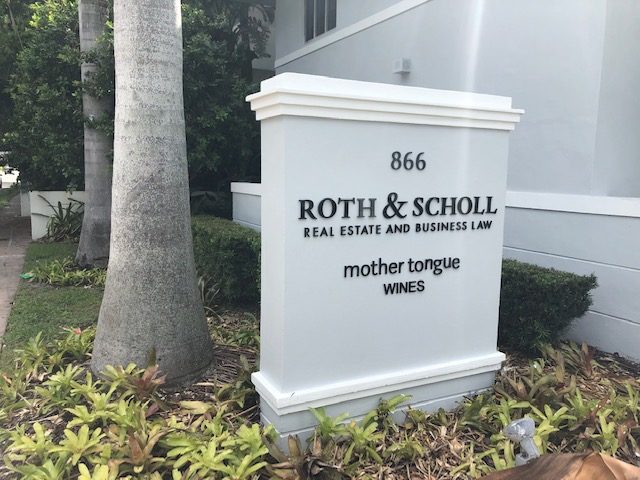 866
ROTH & SCHOLL
REAL ESTATE AND BUSINESS LAW
mother tongue
WINES